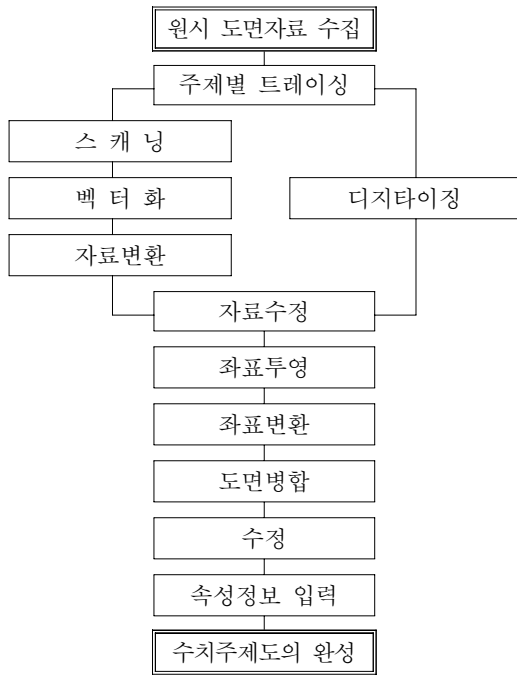 원시 도면자료 수집
주제별 트레이싱
스 캐 닝
벡 터 화
디지타이징
자료변환
자료수정
좌표투영
좌표변환
도면병합
수정
속성정보 입력
수치주제도의 완성